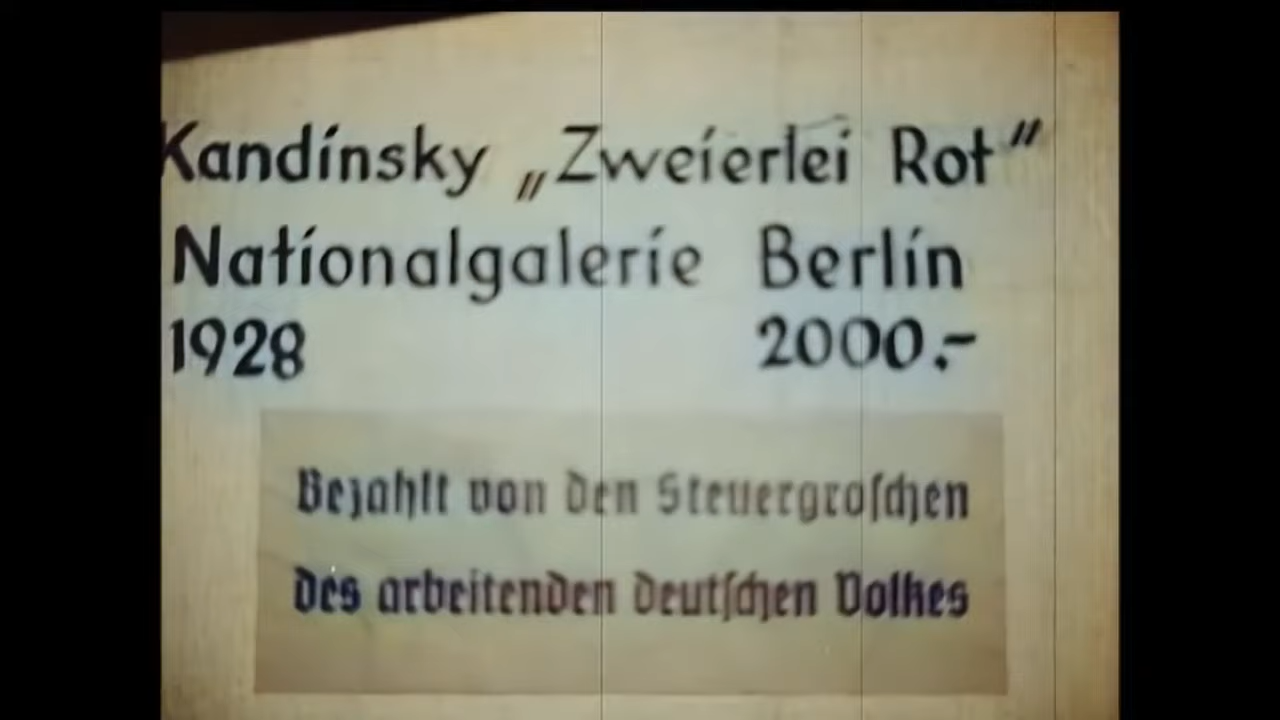 Kandinsky „Zweierlei Rot"
Nationalgalerie Berlin
1928 2000.-
Bezahlt von den Steuergroſchen
des arbeitenden deutſchen Volkes